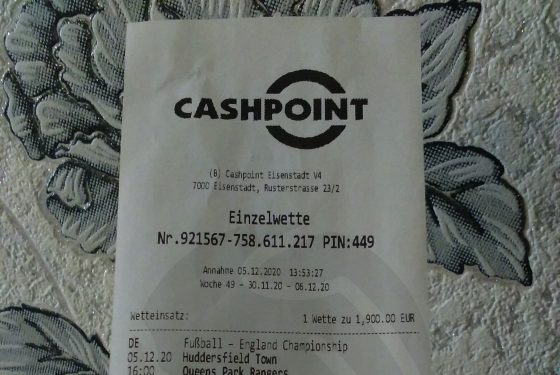 CASHPOINT
(B) Cashpoint Eisenstadt V4
7000 Eisenstadt, Rusterstrasse 23/2
Einzelwette
Nr.921567-758.611.217 PIN:449
Annahme 05.12.2020 13:53:27
Woche 49 - 30.11.20 - 06.12.20
Wetteinsatz: 1 Wette zu 1,900.00 EUR
DE Fußball - England Championship
05.12.20 Huddersfield Town
16:00 Queens Park Rangers